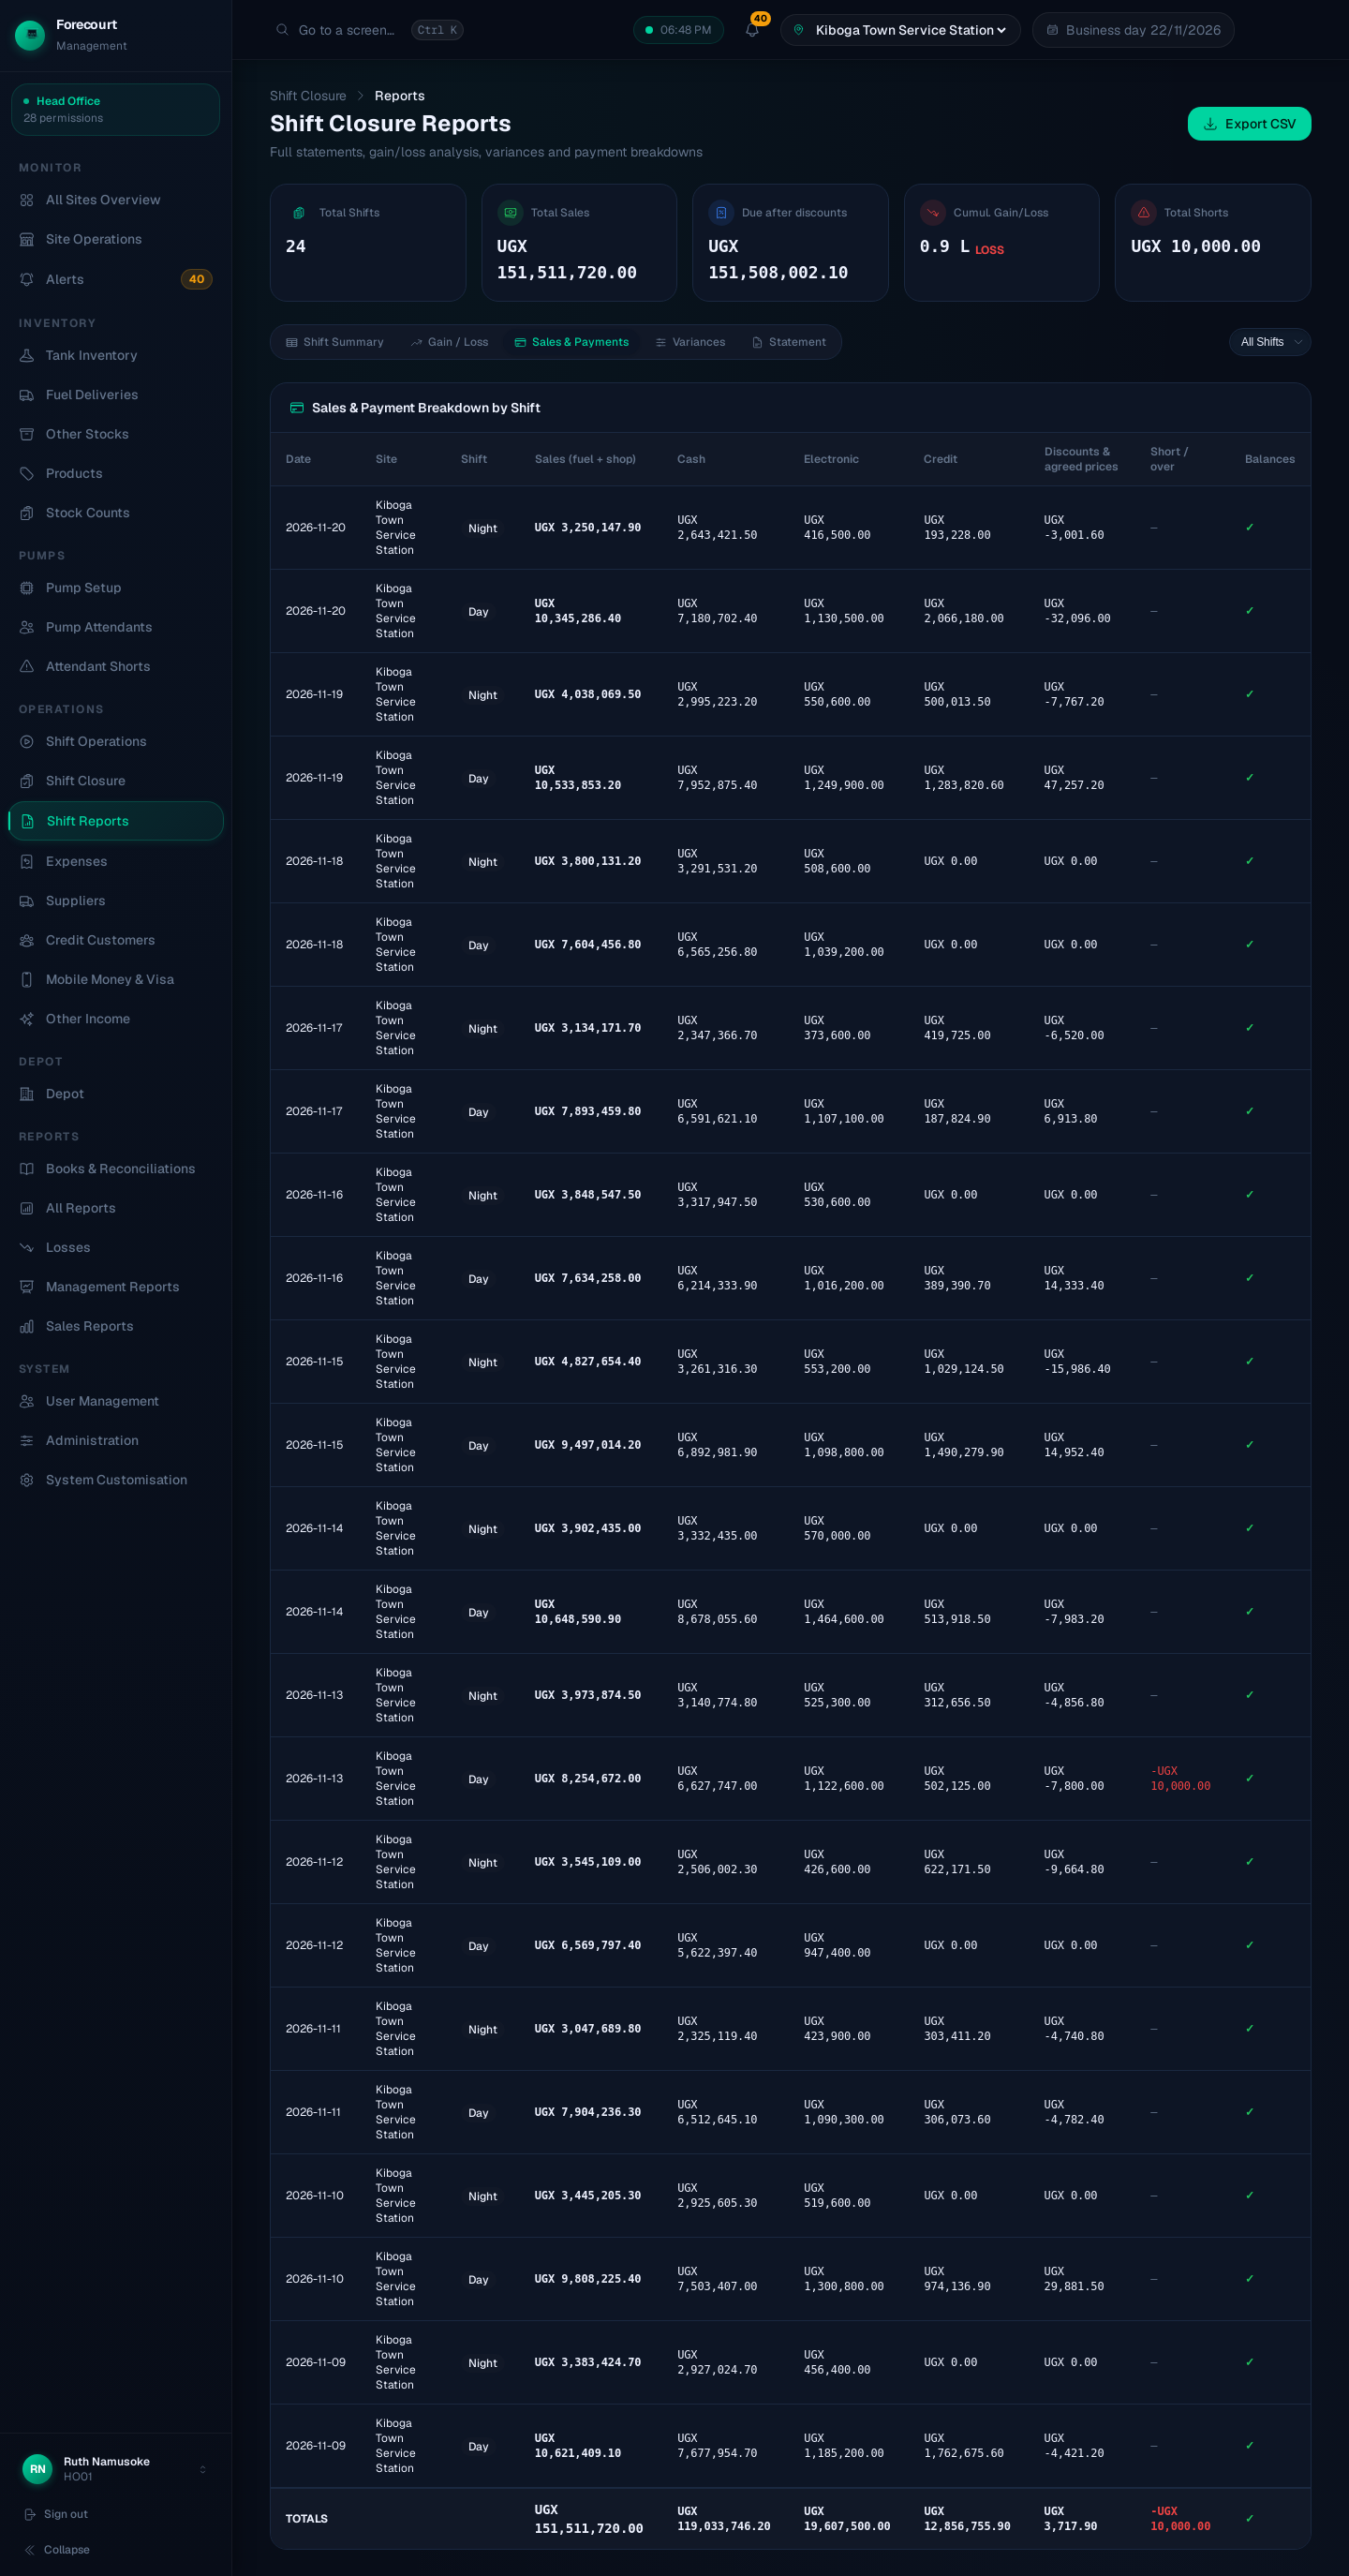 Forecourt
Management
Head Office
28 permissions
MONITOR
All Sites Overview
Site Operations
Alerts 40
INVENTORY
Tank Inventory
Fuel Deliveries
Other Stocks
Products
Stock Counts
PUMPS
Pump Setup
Pump Attendants
Attendant Shorts
OPERATIONS
Shift Operations
Shift Closure
Shift Reports
Expenses
Suppliers
Credit Customers
Mobile Money & Visa
Other Income
DEPOT
Depot
REPORTS
Books & Reconciliations
All Reports
Losses
Management Reports
Sales Reports
SYSTEM
User Management
Administration
System Customisation
RN Ruth Namusoke
HO01
Sign out
Collapse
Go to a screen... Ctrl K 06:48 PM 40 Kiboga Town Service Station Business day 22/11/2026
Shift Closure > Reports
Shift Closure Reports
Full statements, gain/loss analysis, variances and payment breakdowns
Export CSV
Total Shifts
24
Total Sales
UGX
151,511,720.00
Due after discounts
UGX
151,508,002.10
Cumul. Gain/Loss
0.9 L LOSS
Total Shorts
UGX 10,000.00
Shift Summary Gain / Loss Sales & Payments Variances Statement All Shifts
Sales & Payment Breakdown by Shift
Date Site Shift Sales (fuel + shop) Cash Electronic Credit Discounts & agreed prices Short / over Balances
2026-11-20 Kiboga Town Service Station Night UGX 3,250,147.90 UGX 2,643,421.50 UGX 416,500.00 UGX 193,228.00 UGX -3,001.60 — ✓
2026-11-20 Kiboga Town Service Station Day UGX 10,345,286.40 UGX 7,180,702.40 UGX 1,130,500.00 UGX 2,066,180.00 UGX -32,096.00 — ✓
2026-11-19 Kiboga Town Service Station Night UGX 4,038,069.50 UGX 2,995,223.20 UGX 550,600.00 UGX 500,013.50 UGX -7,767.20 — ✓
2026-11-19 Kiboga Town Service Station Day UGX 10,533,853.20 UGX 7,952,875.40 UGX 1,249,900.00 UGX 1,283,820.60 UGX 47,257.20 — ✓
2026-11-18 Kiboga Town Service Station Night UGX 3,800,131.20 UGX 3,291,531.20 UGX 508,600.00 UGX 0.00 UGX 0.00 — ✓
2026-11-18 Kiboga Town Service Station Day UGX 7,604,456.80 UGX 6,565,256.80 UGX 1,039,200.00 UGX 0.00 UGX 0.00 — ✓
2026-11-17 Kiboga Town Service Station Night UGX 3,134,171.70 UGX 2,347,366.70 UGX 373,600.00 UGX 419,725.00 UGX -6,520.00 — ✓
2026-11-17 Kiboga Town Service Station Day UGX 7,893,459.80 UGX 6,591,621.10 UGX 1,107,100.00 UGX 187,824.90 UGX 6,913.80 — ✓
2026-11-16 Kiboga Town Service Station Night UGX 3,848,547.50 UGX 3,317,947.50 UGX 530,600.00 UGX 0.00 UGX 0.00 — ✓
2026-11-16 Kiboga Town Service Station Day UGX 7,634,258.00 UGX 6,214,333.90 UGX 1,016,200.00 UGX 389,390.70 UGX 14,333.40 — ✓
2026-11-15 Kiboga Town Service Station Night UGX 4,827,654.40 UGX 3,261,316.30 UGX 553,200.00 UGX 1,029,124.50 UGX -15,986.40 — ✓
2026-11-15 Kiboga Town Service Station Day UGX 9,497,014.20 UGX 6,892,981.90 UGX 1,098,800.00 UGX 1,490,279.90 UGX 14,952.40 — ✓
2026-11-14 Kiboga Town Service Station Night UGX 3,902,435.00 UGX 3,332,435.00 UGX 570,000.00 UGX 0.00 UGX 0.00 — ✓
2026-11-14 Kiboga Town Service Station Day UGX 10,648,590.90 UGX 8,678,055.60 UGX 1,464,600.00 UGX 513,918.50 UGX -7,983.20 — ✓
2026-11-13 Kiboga Town Service Station Night UGX 3,973,874.50 UGX 3,140,774.80 UGX 525,300.00 UGX 312,656.50 UGX -4,856.80 — ✓
2026-11-13 Kiboga Town Service Station Day UGX 8,254,672.00 UGX 6,627,747.00 UGX 1,122,600.00 UGX 502,125.00 UGX -7,800.00 -UGX 10,000.00 ✓
2026-11-12 Kiboga Town Service Station Night UGX 3,545,109.00 UGX 2,506,002.30 UGX 426,600.00 UGX 622,171.50 UGX -9,664.80 — ✓
2026-11-12 Kiboga Town Service Station Day UGX 6,569,797.40 UGX 5,622,397.40 UGX 947,400.00 UGX 0.00 UGX 0.00 — ✓
2026-11-11 Kiboga Town Service Station Night UGX 3,047,689.80 UGX 2,325,119.40 UGX 423,900.00 UGX 303,411.20 UGX -4,740.80 — ✓
2026-11-11 Kiboga Town Service Station Day UGX 7,904,236.30 UGX 6,512,645.10 UGX 1,090,300.00 UGX 306,073.60 UGX -4,782.40 — ✓
2026-11-10 Kiboga Town Service Station Night UGX 3,445,205.30 UGX 2,925,605.30 UGX 519,600.00 UGX 0.00 UGX 0.00 — ✓
2026-11-10 Kiboga Town Service Station Day UGX 9,808,225.40 UGX 7,503,407.00 UGX 1,300,800.00 UGX 974,136.90 UGX 29,881.50 — ✓
2026-11-09 Kiboga Town Service Station Night UGX 3,383,424.70 UGX 2,927,024.70 UGX 456,400.00 UGX 0.00 UGX 0.00 — ✓
2026-11-09 Kiboga Town Service Station Day UGX 10,621,409.10 UGX 7,677,954.70 UGX 1,185,200.00 UGX 1,762,675.60 UGX -4,421.20 — ✓
TOTALS UGX 151,511,720.00 UGX 119,033,746.20 UGX 19,607,500.00 UGX 12,856,755.90 UGX 3,717.90 -UGX 10,000.00 ✓